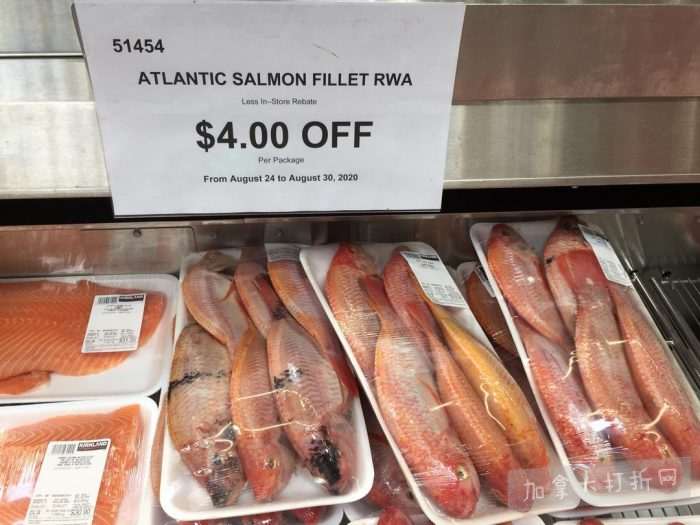 51454
ATLANTIC SALMON FILLET RWA
Less In-Store Rebate
$4.00 OFF
Per Package
From August 24 to August 30, 2020
KIRKLAND
KIRKLAND
加拿大打折网